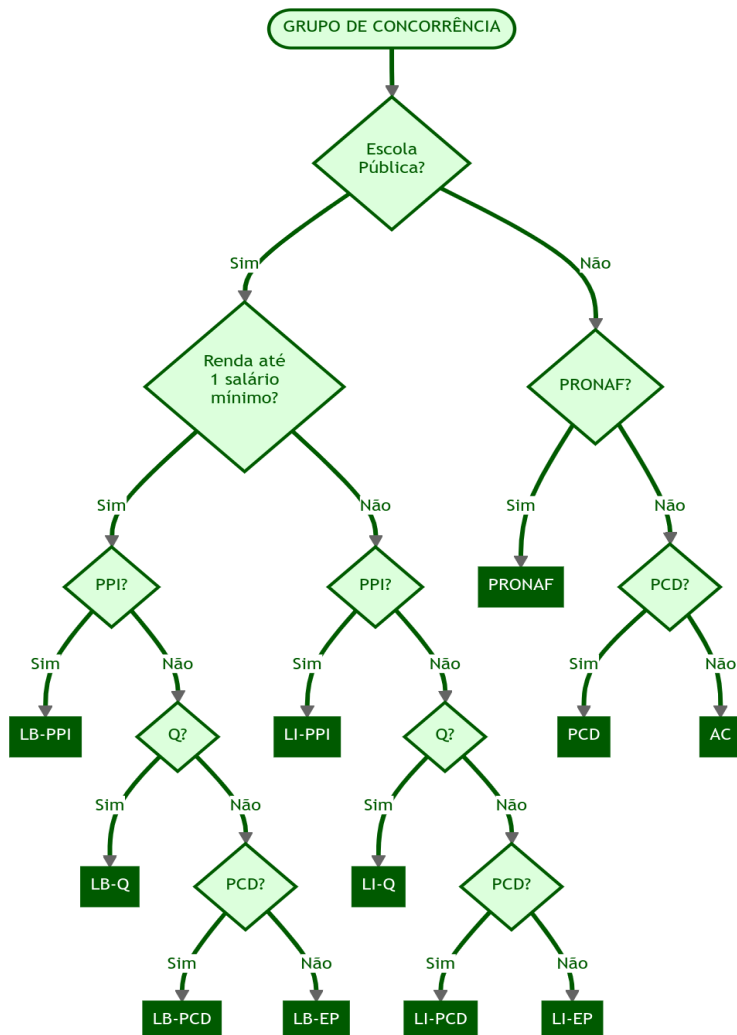 GRUPO DE CONCORRÊNCIA
Escola
Pública?
Sim
Não
Renda até
1 salário
mínimo?
PRONAF?
Sim
Não
Sim
Não
PPI?
PPI?
PRONAF
PCD?
Sim
Não
Sim
Não
Sim
Não
LB-PPI
Q?
LI-PPI
Q?
PCD
AC
Sim
Não
Sim
Não
LB-Q
PCD?
LI-Q
PCD?
Sim
Não
Sim
Não
LB-PCD
LB-EP
LI-PCD
LI-EP